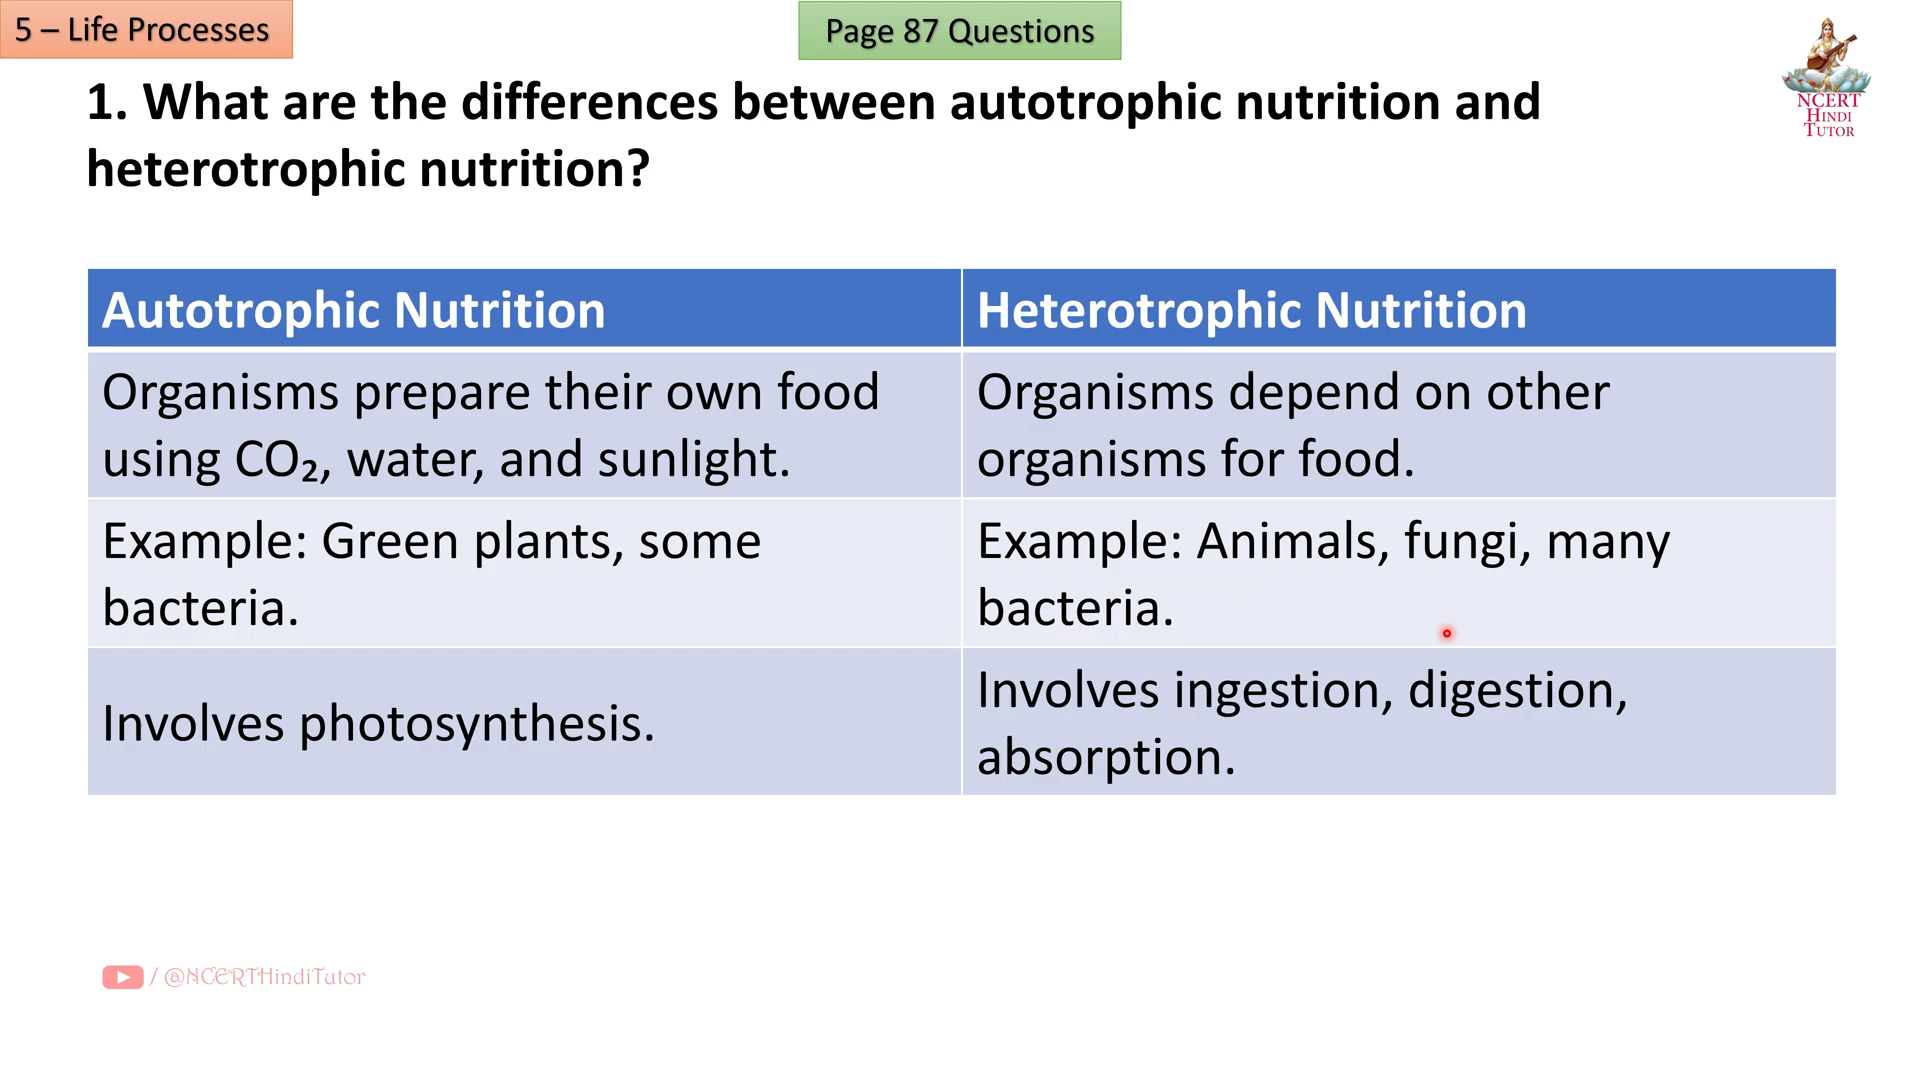 5 – Life Processes
Page 87 Questions
NCERT
HINDI
TUTOR
1. What are the differences between autotrophic nutrition and
heterotrophic nutrition?
Autotrophic Nutrition
Heterotrophic Nutrition
Organisms prepare their own food
using CO₂, water, and sunlight.
Organisms depend on other
organisms for food.
Example: Green plants, some
bacteria.
Example: Animals, fungi, many
bacteria.
Involves photosynthesis.
Involves ingestion, digestion,
absorption.
/ @NCERTHindiTutor